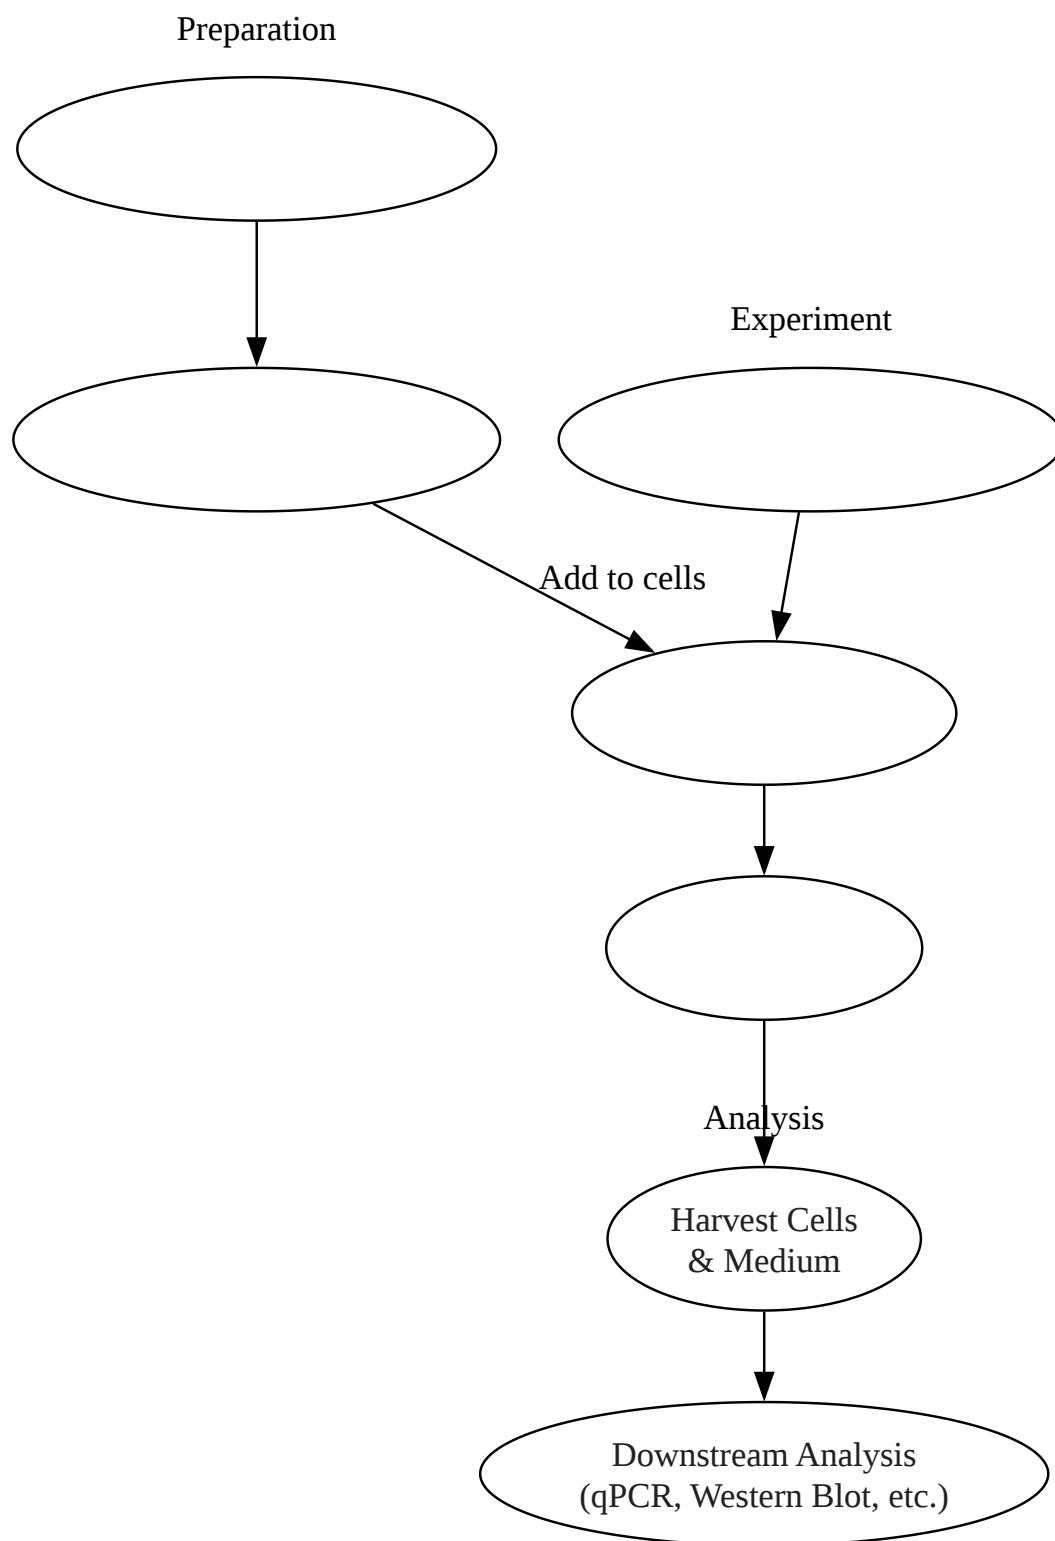 Preparation
Experiment
Add to cells
Analysis
Harvest Cells
& Medium
Downstream Analysis
(qPCR, Western Blot, etc.)